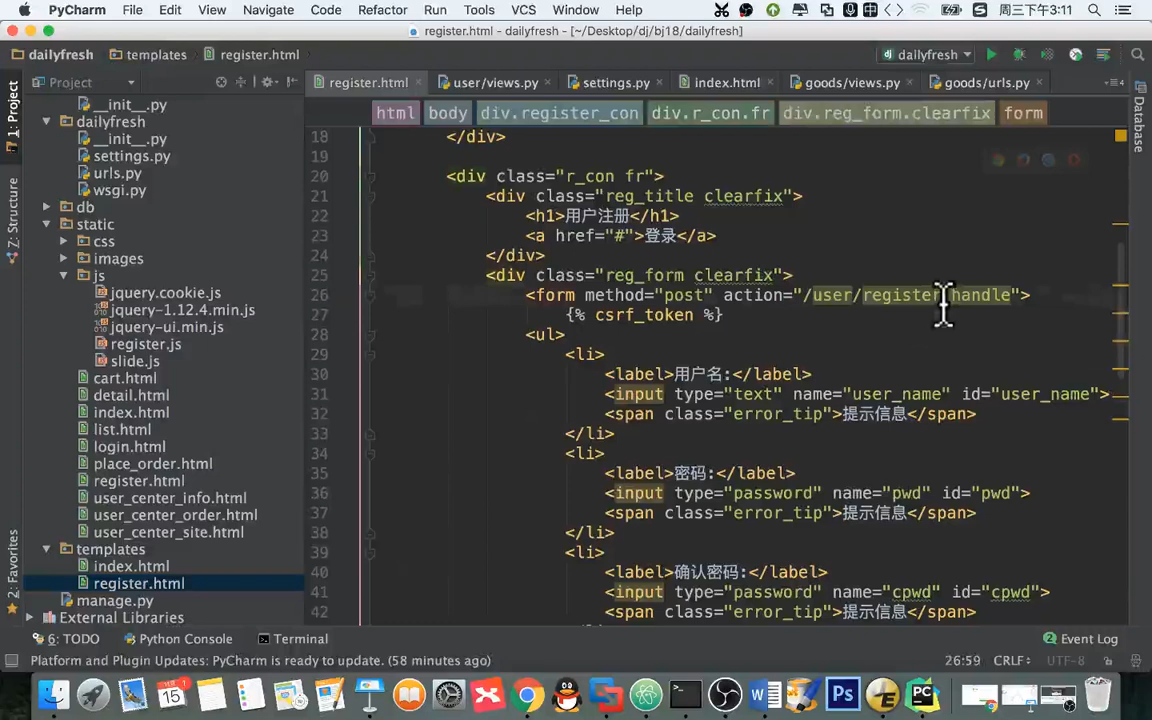 PyCharm File Edit View Navigate Code Refactor Run Tools VCS Window Help 周三下午3:11
register.html - dailyfresh - [~/Desktop/dj/bj18/dailyfresh]
dailyfresh templates register.html dailyfresh
Project register.html user/views.py settings.py index.html goods/views.py goods/urls.py
html body div.register_con div.r_con.fr div.reg_form.clearfix form
1: Project
Z: Structure
2: Favorites
Database
__init__.py
dailyfresh
__init__.py
settings.py
urls.py
wsgi.py
db
static
css
images
js
jquery.cookie.js
jquery-1.12.4.min.js
jquery-ui.min.js
register.js
slide.js
cart.html
detail.html
index.html
list.html
login.html
place_order.html
register.html
user_center_info.html
user_center_order.html
user_center_site.html
templates
index.html
register.html
manage.py
External Libraries
18 </div>
19
20 <div class="r_con fr">
21 <div class="reg_title clearfix">
22 <h1>用户注册</h1>
23 <a href="#">登录</a>
24 </div>
25 <div class="reg_form clearfix">
26 <form method="post" action="/user/register_handle">
27 {% csrf_token %}
28 <ul>
29 <li>
30 <label>用户名:</label>
31 <input type="text" name="user_name" id="user_name">
32 <span class="error_tip">提示信息</span>
33 </li>
34 <li>
35 <label>密码:</label>
36 <input type="password" name="pwd" id="pwd">
37 <span class="error_tip">提示信息</span>
38 </li>
39 <li>
40 <label>确认密码:</label>
41 <input type="password" name="cpwd" id="cpwd">
42 <span class="error_tip">提示信息</span>
6: TODO Python Console Terminal 2 Event Log
Platform and Plugin Updates: PyCharm is ready to update. (58 minutes ago) 26:59 CRLF UTF-8
15
Ps
PC